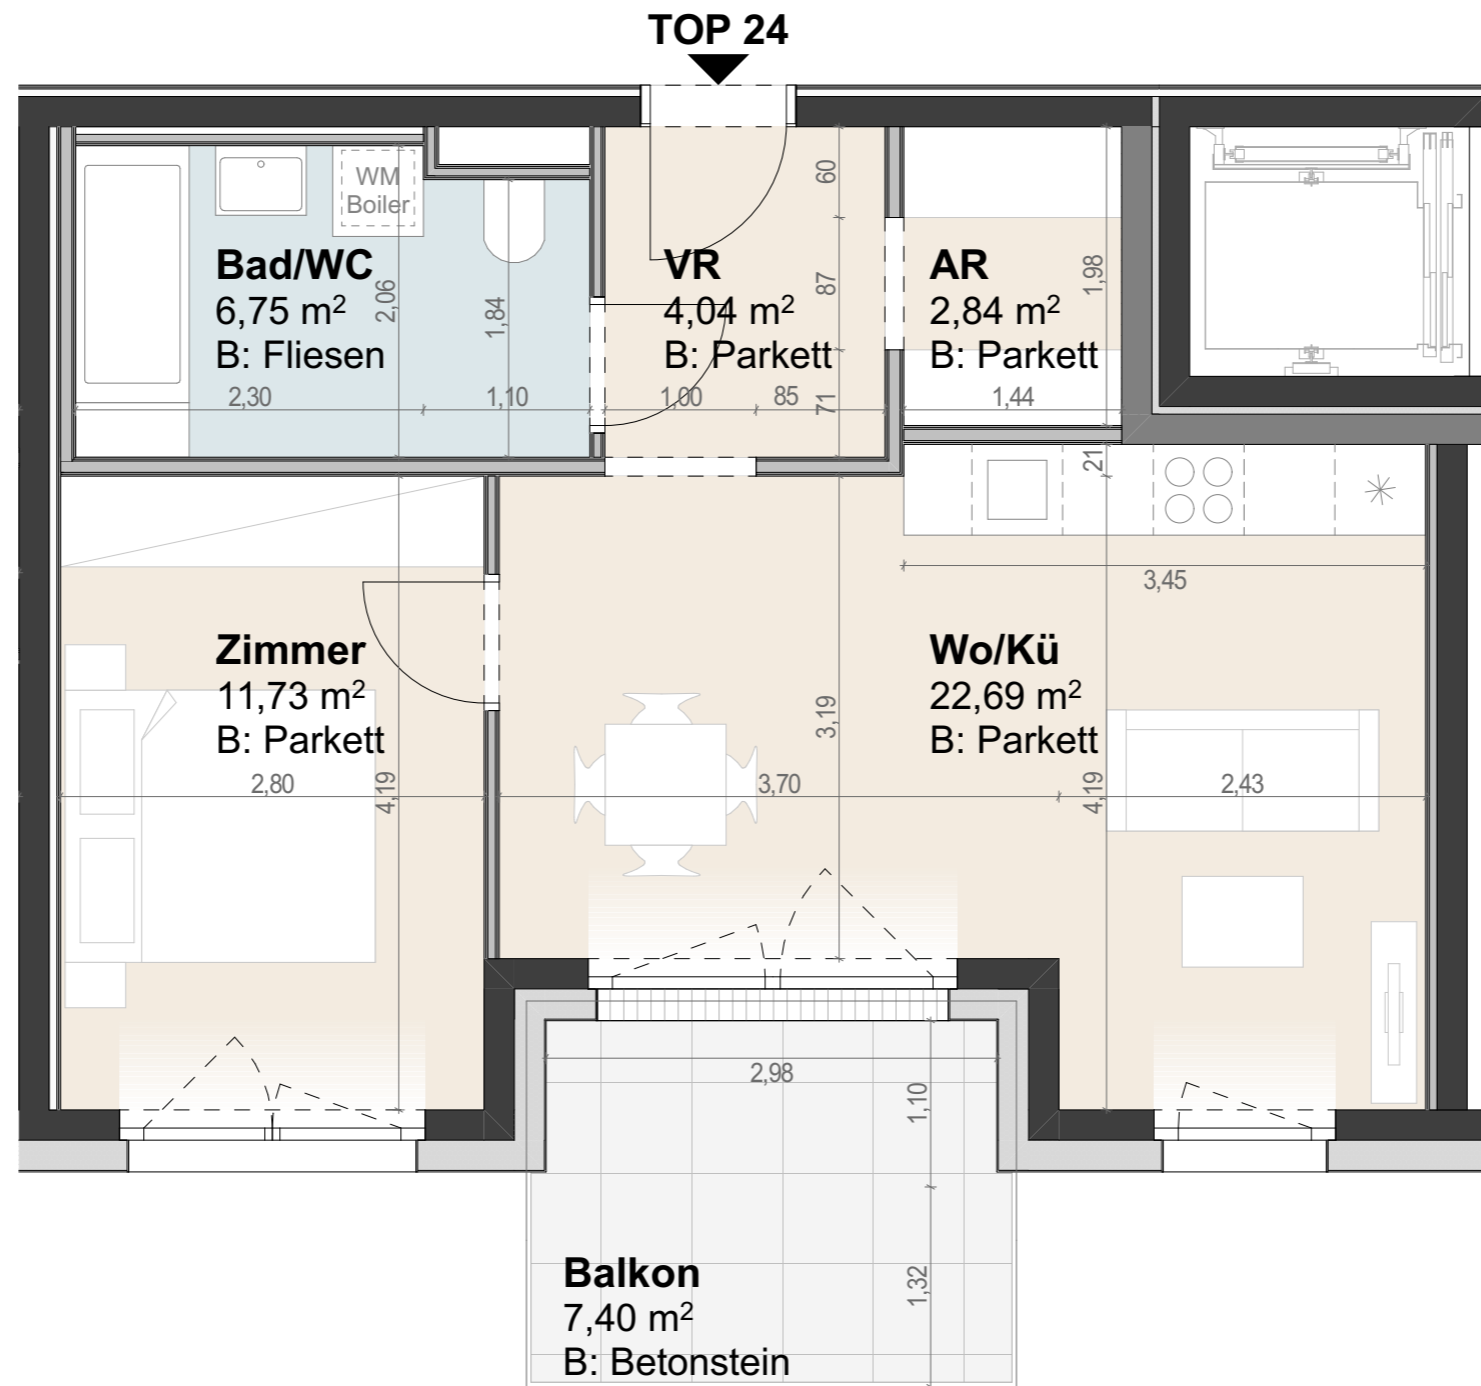 TOP 24
WM
Boiler
Bad/WC
6,75 m²
B: Fliesen
2,06
1,84
2,30
1,10
VR
4,04 m²
B: Parkett
60
87
71
1,00
85
AR
2,84 m²
B: Parkett
1,98
1,44
21
3,45
Zimmer
11,73 m²
B: Parkett
2,80
4,19
Wo/Kü
22,69 m²
B: Parkett
3,19
3,70
4,19
2,43
2,98
1,10
1,32
Balkon
7,40 m²
B: Betonstein